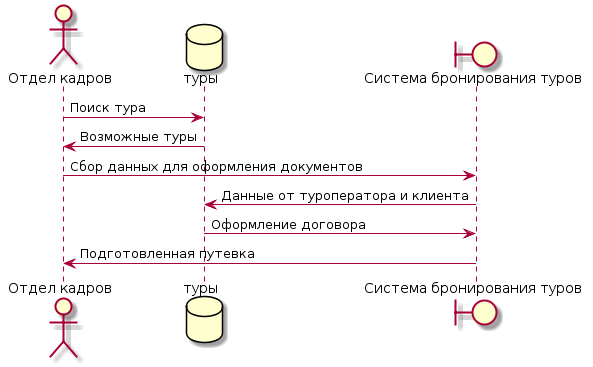 Отдел кадров
туры
Система бронирования туров
Поиск тура
Возможные туры
Сбор данных для оформления документов
Данные от туроператора и клиента
Оформление договора
Подготовленная путевка
Отдел кадров
туры
Система бронирования туров